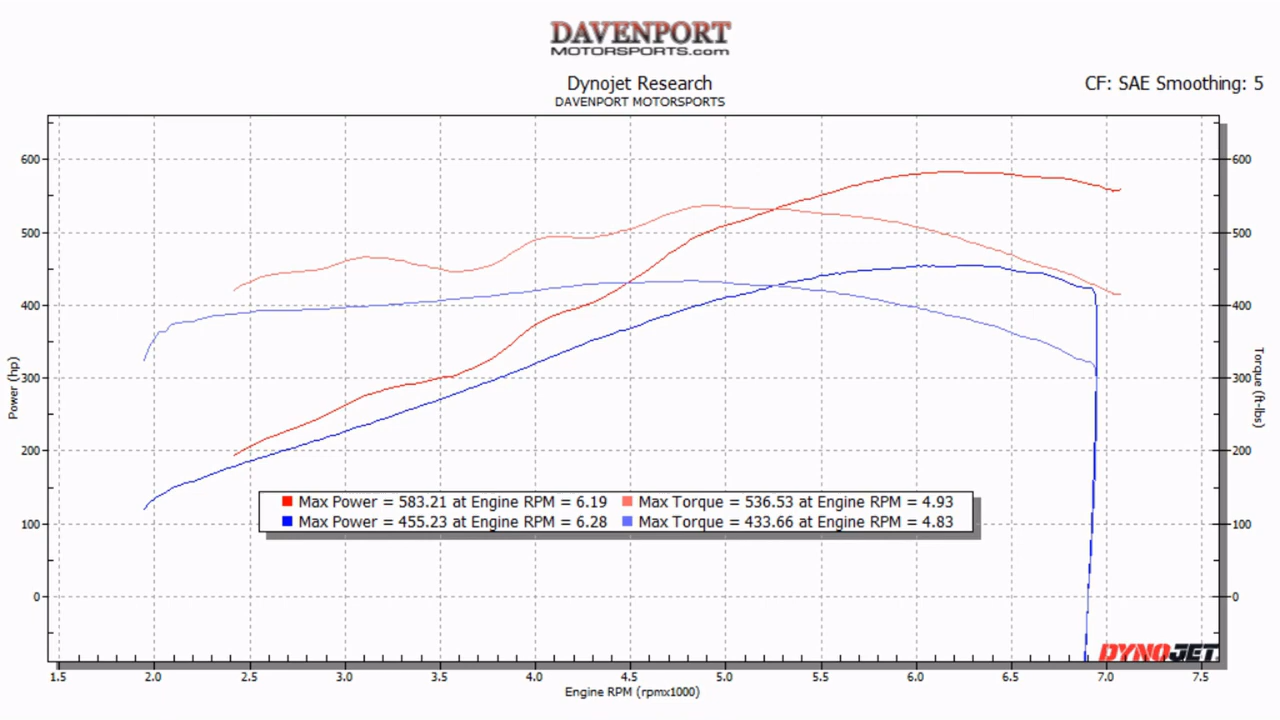 DAVENPORT
MOTORSPORTS.com
Dynojet Research
DAVENPORT MOTORSPORTS
CF: SAE Smoothing: 5
600
500
400
300
200
100
0
Power (hp)
600
500
400
300
200
100
0
Torque (ft-lbs)
Max Power = 583.21 at Engine RPM = 6.19 Max Torque = 536.53 at Engine RPM = 4.93
Max Power = 455.23 at Engine RPM = 6.28 Max Torque = 433.66 at Engine RPM = 4.83
DYNOJET
1.5 2.0 2.5 3.0 3.5 4.0 4.5 5.0 5.5 6.0 6.5 7.0 7.5
Engine RPM (rpmx1000)